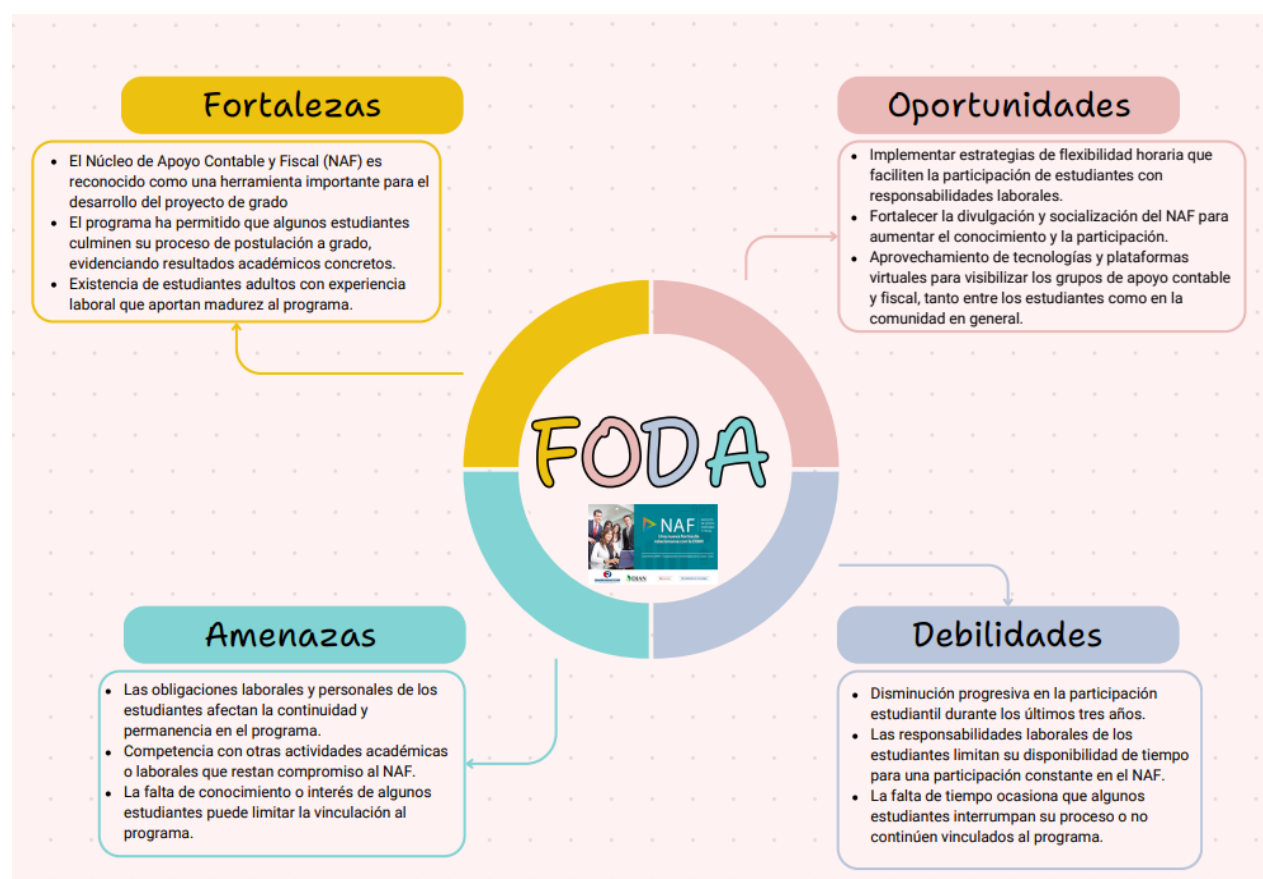 Fortalezas
• El Núcleo de Apoyo Contable y Fiscal (NAF) es
reconocido como una herramienta importante para el
desarrollo del proyecto de grado
• El programa ha permitido que algunos estudiantes
culminen su proceso de postulación a grado,
evidenciando resultados académicos concretos.
• Existencia de estudiantes adultos con experiencia
laboral que aportan madurez al programa.
Oportunidades
• Implementar estrategias de flexibilidad horaria que
faciliten la participación de estudiantes con
responsabilidades laborales.
• Fortalecer la divulgación y socialización del NAF para
aumentar el conocimiento y la participación.
• Aprovechamiento de tecnologías y plataformas
virtuales para visibilizar los grupos de apoyo contable
y fiscal, tanto entre los estudiantes como en la
comunidad en general.
FODA
NAF
DIAN
Amenazas
• Las obligaciones laborales y personales de los
estudiantes afectan la continuidad y
permanencia en el programa.
• Competencia con otras actividades académicas
o laborales que restan compromiso al NAF.
• La falta de conocimiento o interés de algunos
estudiantes puede limitar la vinculación al
programa.
Debilidades
• Disminución progresiva en la participación
estudiantil durante los últimos tres años.
• Las responsabilidades laborales de los
estudiantes limitan su disponibilidad de tiempo
para una participación constante en el NAF.
• La falta de tiempo ocasiona que algunos
estudiantes interrumpan su proceso o no
continúen vinculados al programa.